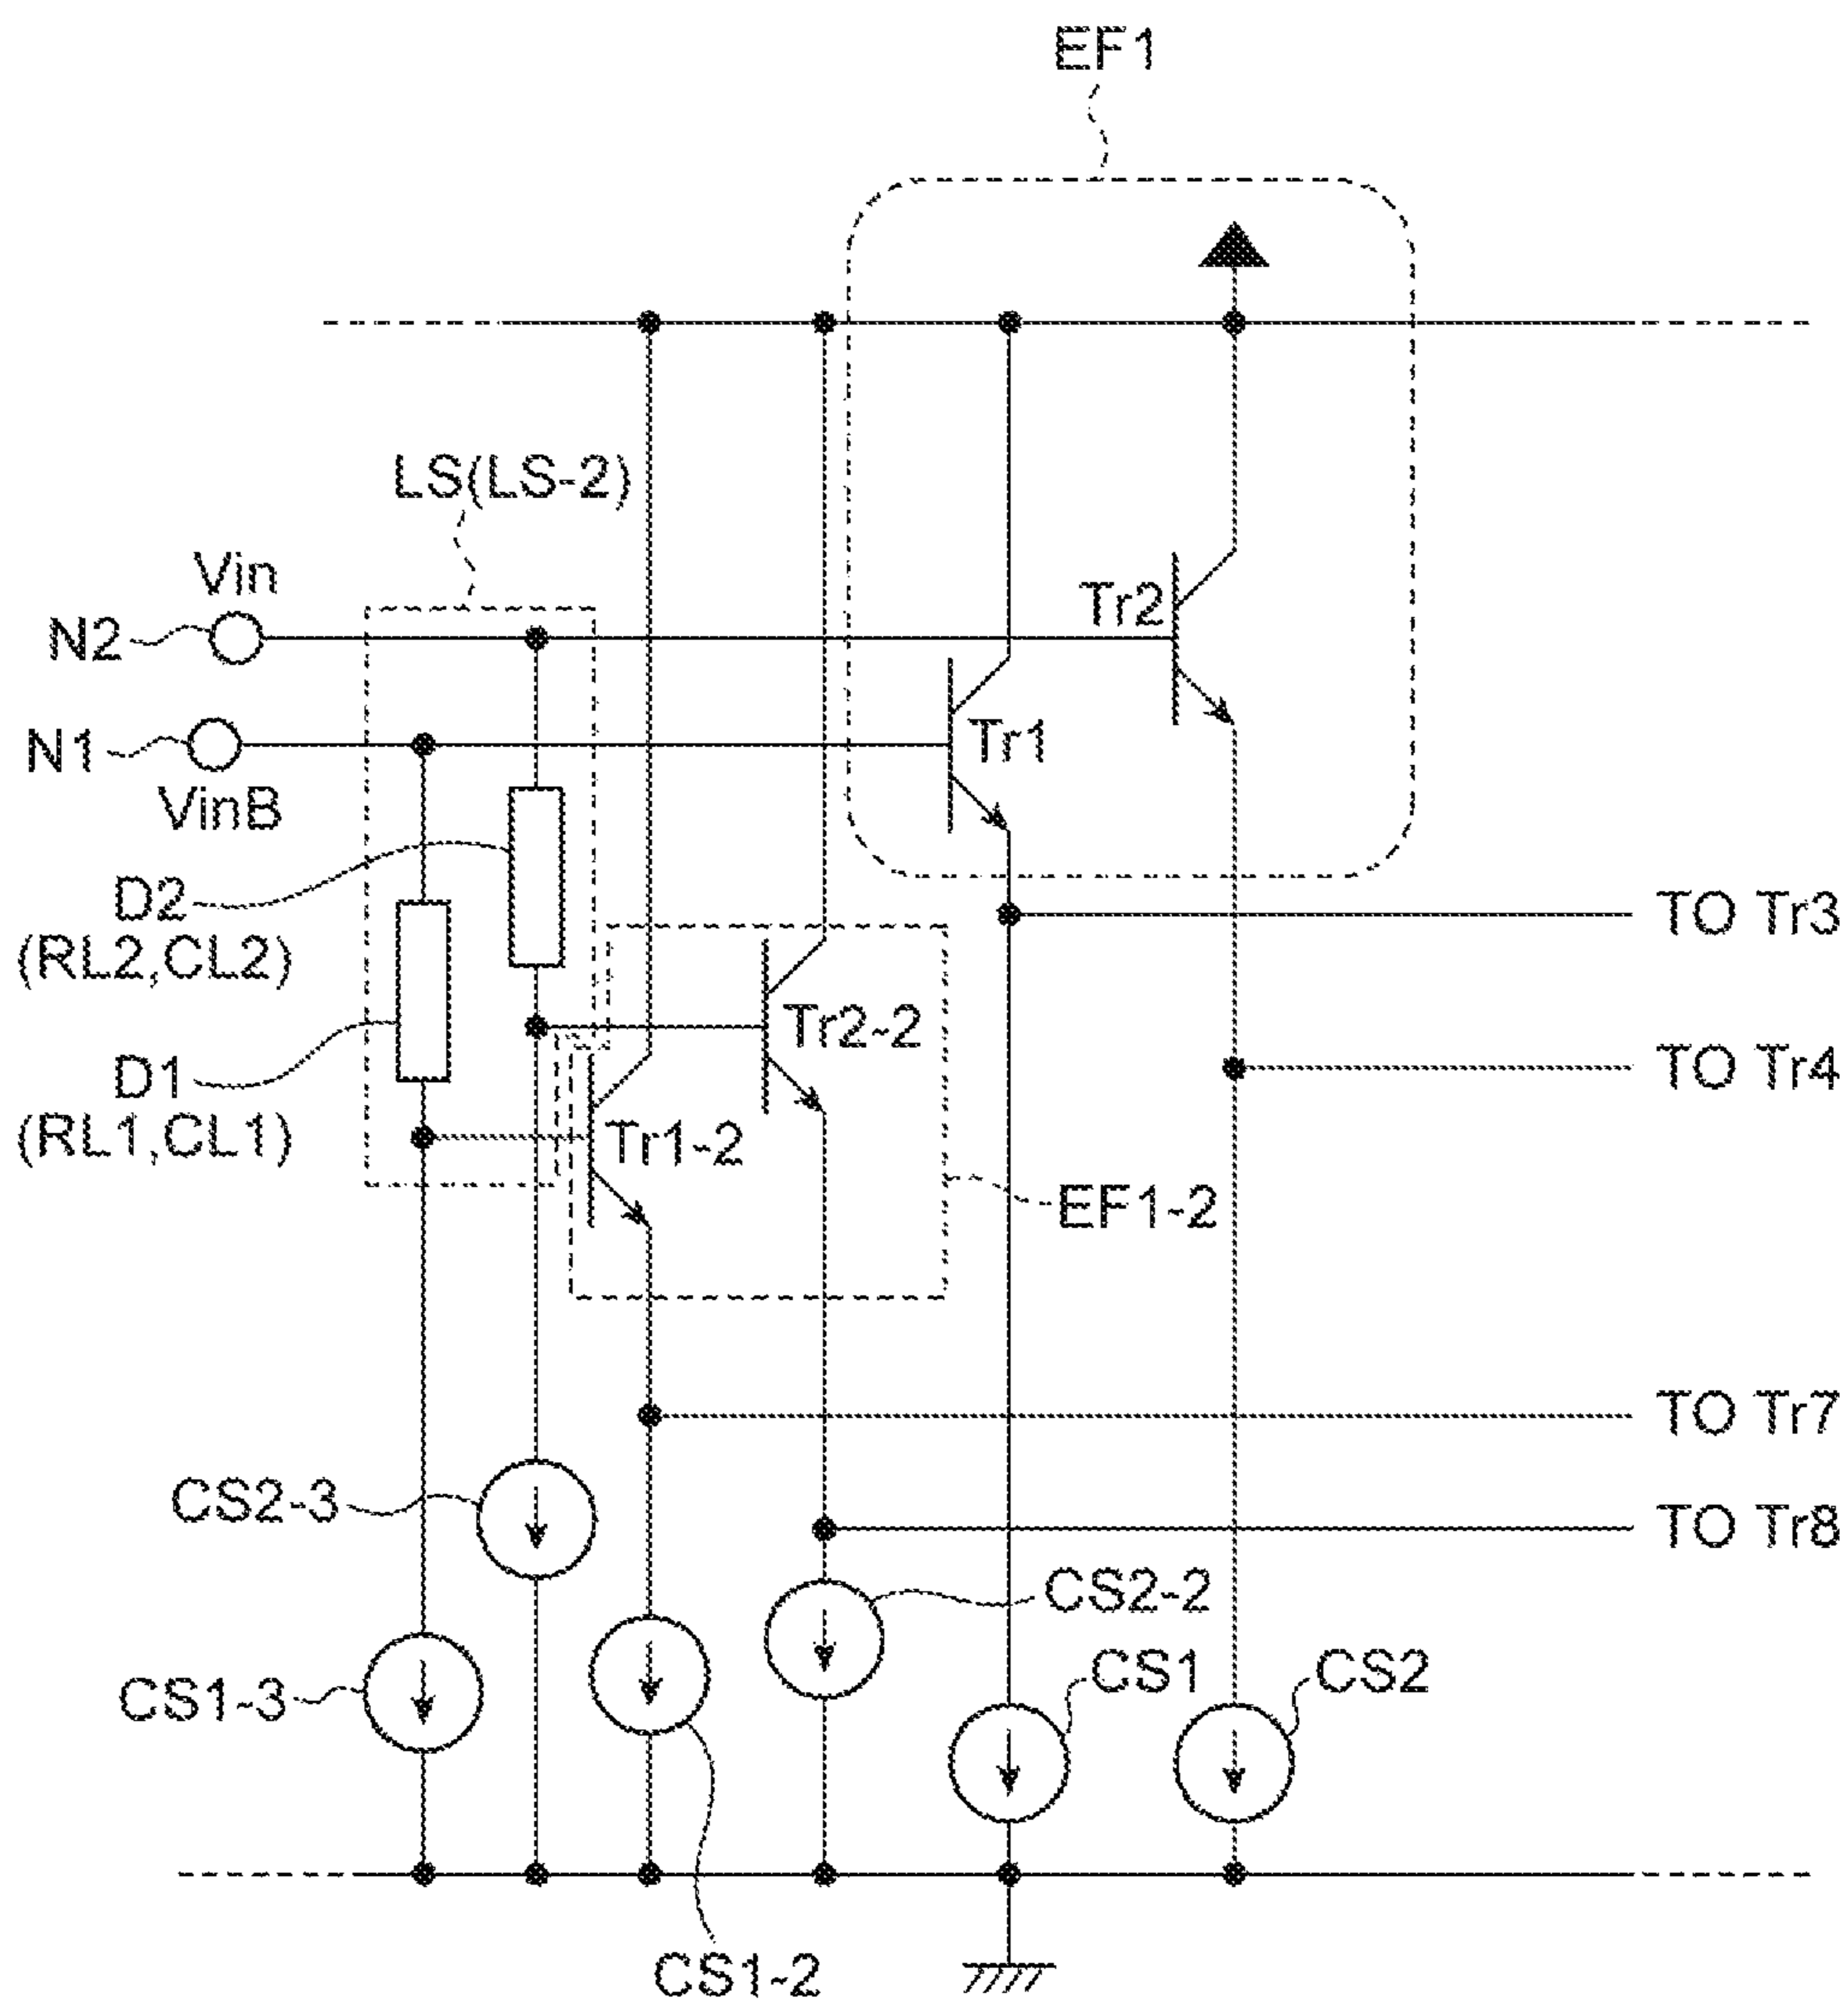 EF1
LS(LS-2)
Vin
N2
Tr2
N1
Tr1
VinB
D2
(RL2,CL2)
TO Tr3
Tr2-2
D1
(RL1,CL1)
TO Tr4
Tr1-2
EF1-2
TO Tr7
CS2-3
TO Tr8
CS2-2
CS1-3
CS1
CS2
CS1-2